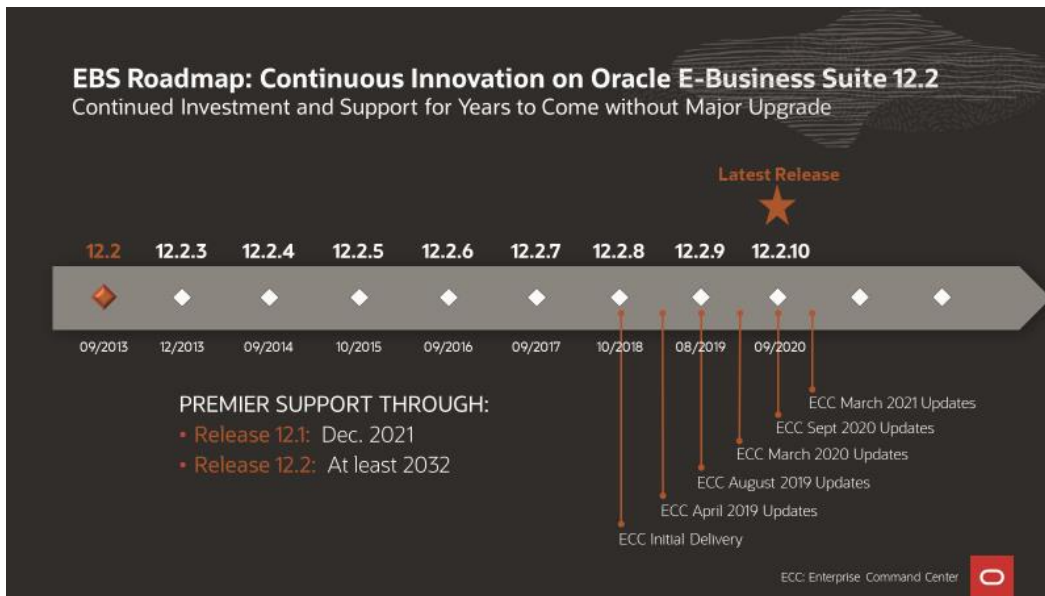 EBS Roadmap: Continuous Innovation on Oracle E-Business Suite 12.2
Continued Investment and Support for Years to Come without Major Upgrade
Latest Release
12.2 12.2.3 12.2.4 12.2.5 12.2.6 12.2.7 12.2.8 12.2.9 12.2.10
09/2013 12/2013 09/2014 10/2015 09/2016 09/2017 10/2018 08/2019 09/2020
PREMIER SUPPORT THROUGH:
• Release 12.1: Dec. 2021
• Release 12.2: At least 2032
ECC March 2021 Updates
ECC Sept 2020 Updates
ECC March 2020 Updates
ECC August 2019 Updates
ECC April 2019 Updates
ECC Initial Delivery
ECC: Enterprise Command Center